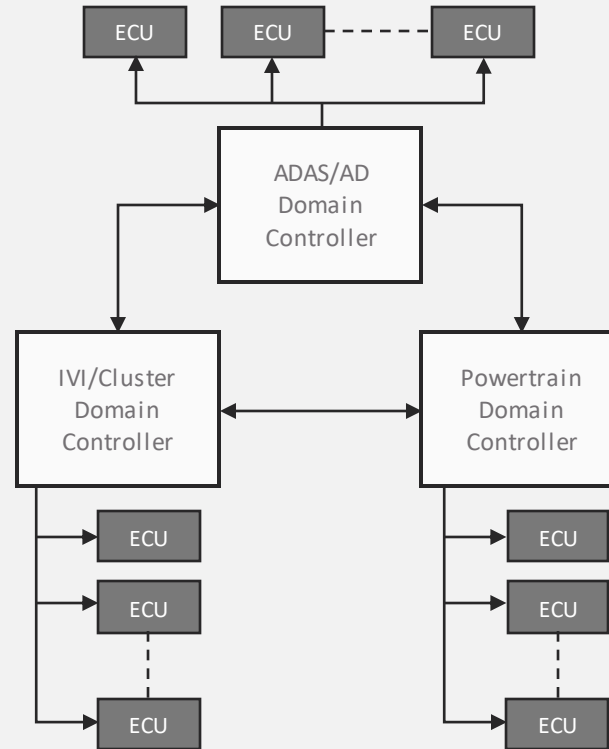 ECU
ECU
ECU
ADAS/AD
Domain
Controller
IVI/Cluster
Domain
Controller
Powertrain
Domain
Controller
ECU
ECU
ECU
ECU
ECU
ECU